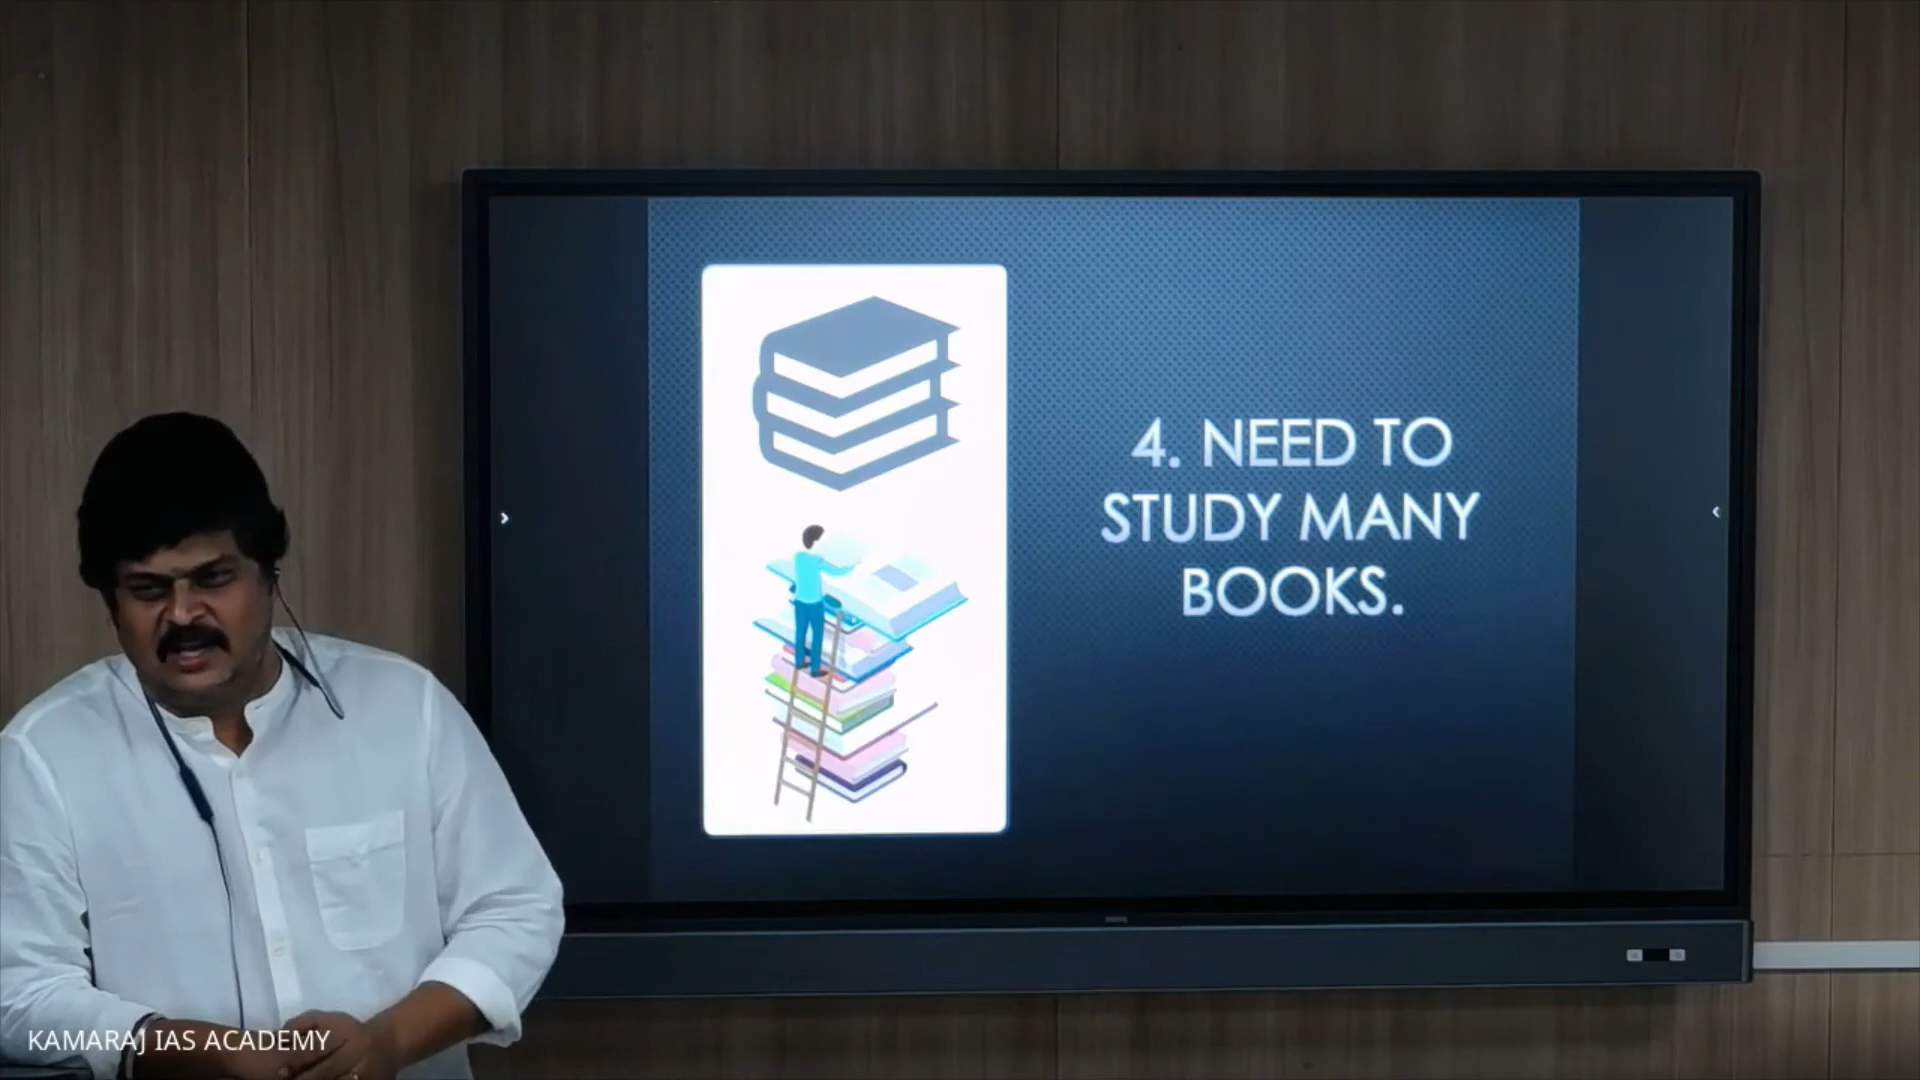 4. NEED TO
STUDY MANY
BOOKS.
KAMARAJ IAS ACADEMY